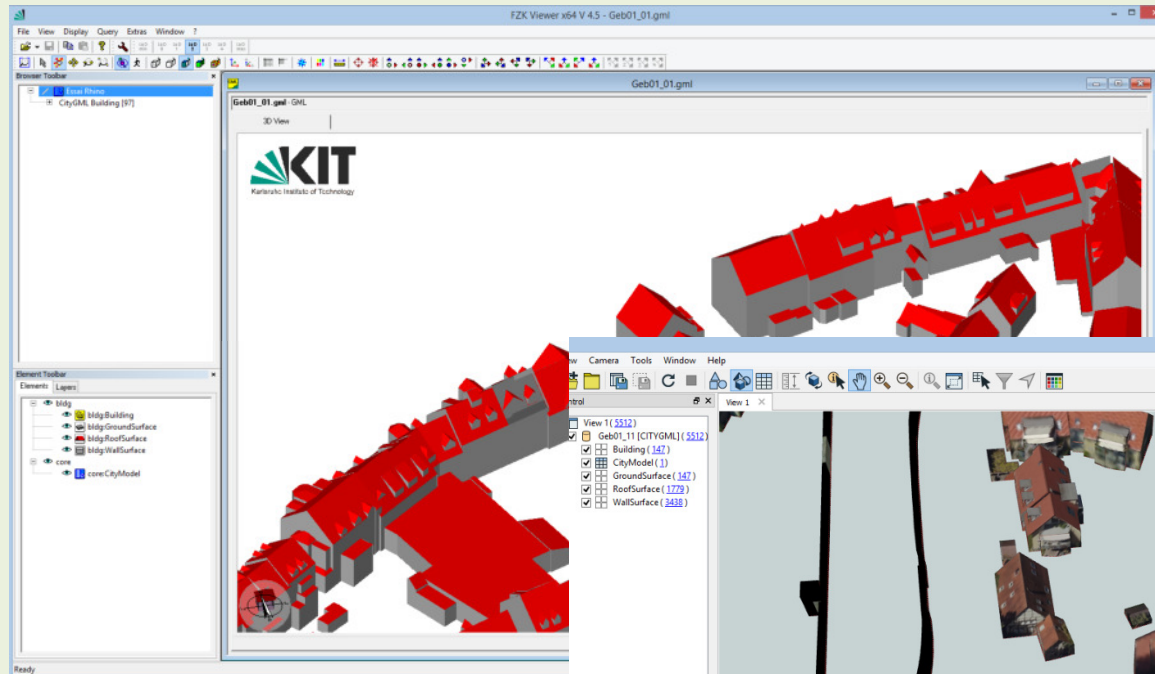 FZK Viewer x64 V 4.5 - Geb01_01.gml
File View Display Query Extras Window ?
Browser Toolbar
Essai Rhino
CityGML Building [97]
Geb01_01.gml
Geb01_01.gml - GML
3D View
KIT
Karlsruhe Institute of Technology
Element Toolbar
Elements Layers
bldg
bldg:Building
bldg:GroundSurface
bldg:RoofSurface
bldg:WallSurface
core
core:CityModel
Ready
Camera Tools Window Help
View 1
View 1 (5512)
Geb01_11 [CITYGML] (5512)
Building (147)
CityModel (1)
GroundSurface (147)
RoofSurface (1779)
WallSurface (3438)